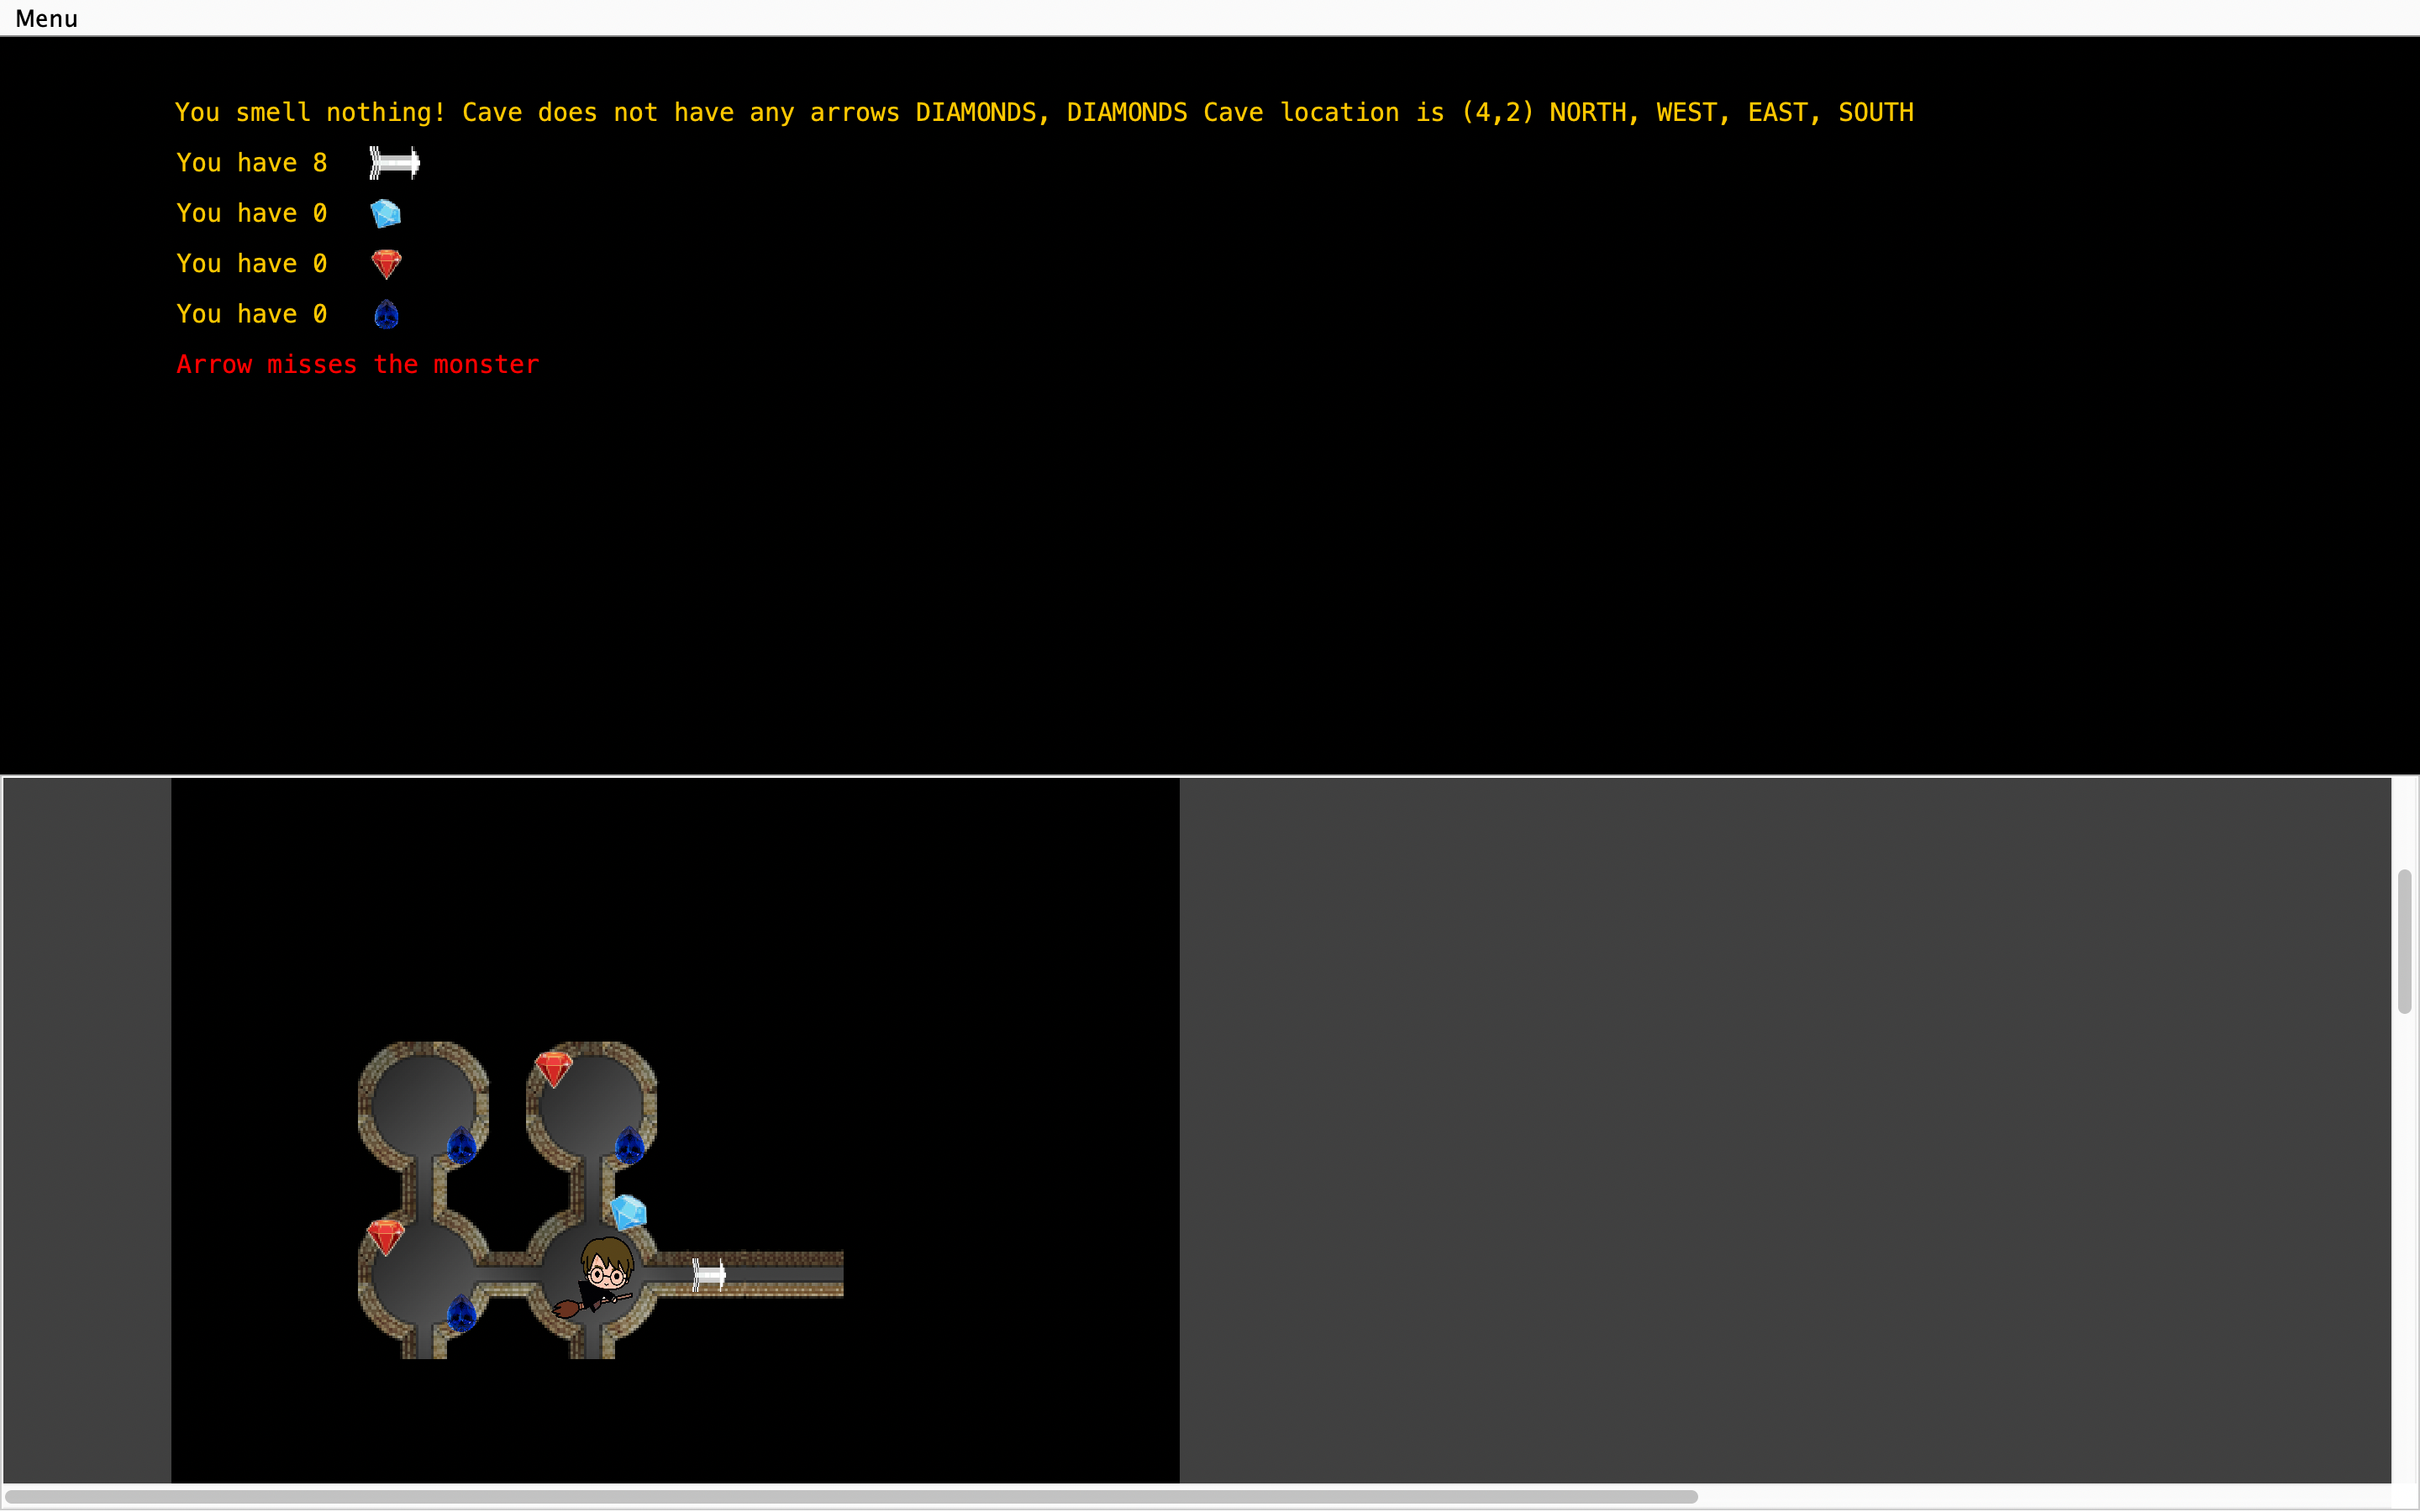 Menu
You smell nothing! Cave does not have any arrows DIAMONDS, DIAMONDS Cave location is (4,2) NORTH, WEST, EAST, SOUTH
You have 8
You have 0
You have 0
You have 0
Arrow misses the monster